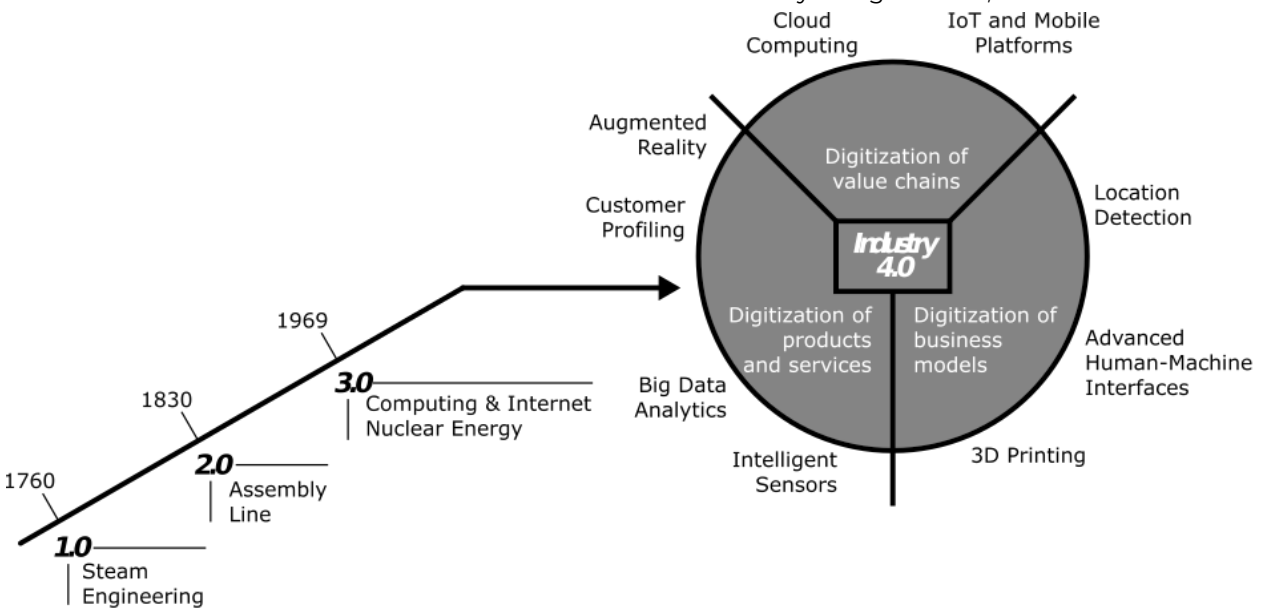 Cloud
Computing
IoT and Mobile
Platforms
Augmented
Reality
Digitization of
value chains
Location
Detection
Customer
Profiling
Industry
4.0
1969
Digitization of
products
and services
Digitization of
business
models
Advanced
Human-Machine
Interfaces
3.0
Computing & Internet
Nuclear Energy
Big Data
Analytics
1830
2.0
Assembly
Line
Intelligent
Sensors
3D Printing
1760
1.0
Steam
Engineering